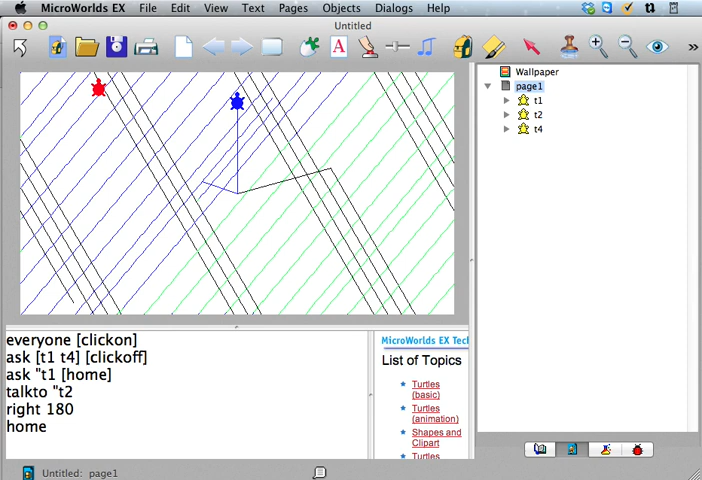 MicroWorlds EX File Edit View Text Pages Objects Dialogs Help
Untitled
A
»
Wallpaper
page1
t1
t2
t4
everyone [clickon]
ask [t1 t4] [clickoff]
ask "t1 [home]
talkto "t2
right 180
home
MicroWorlds EX Tech
List of Topics
Turtles
(basic)
Turtles
(animation)
Shapes and
Clipart
Turtles
Untitled: page1